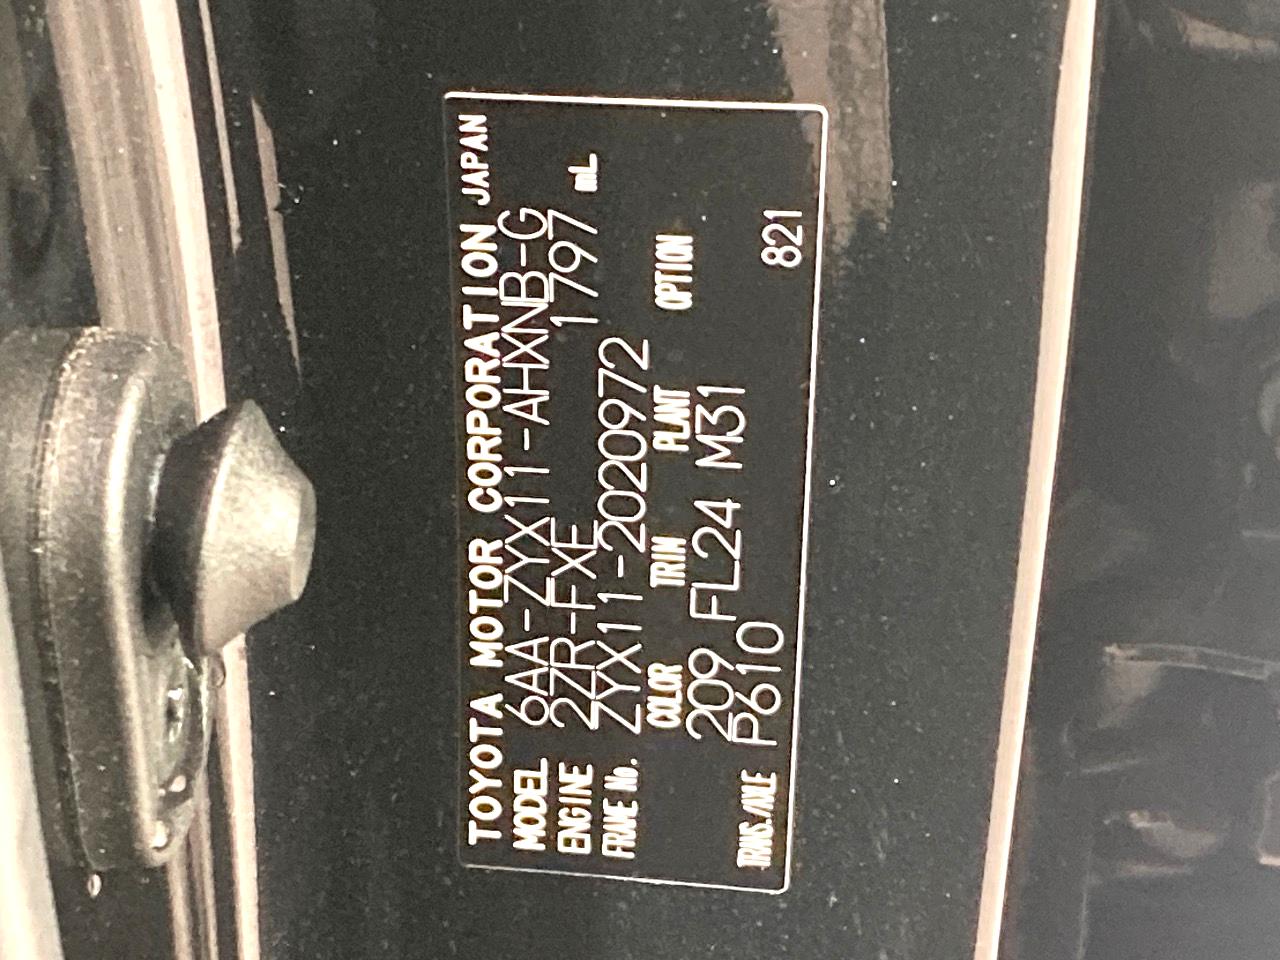 TOYOTA MOTOR CORPORATION JAPAN
MODEL 6AA-ZYX11-AHXNB-G
ENGINE 2ZR-FXE 1797 mL
FRAME No. ZYX11-2020972
COLOR TRIM PLANT OPTION
209 FL24 M31
TRANS./AXLE P610 821